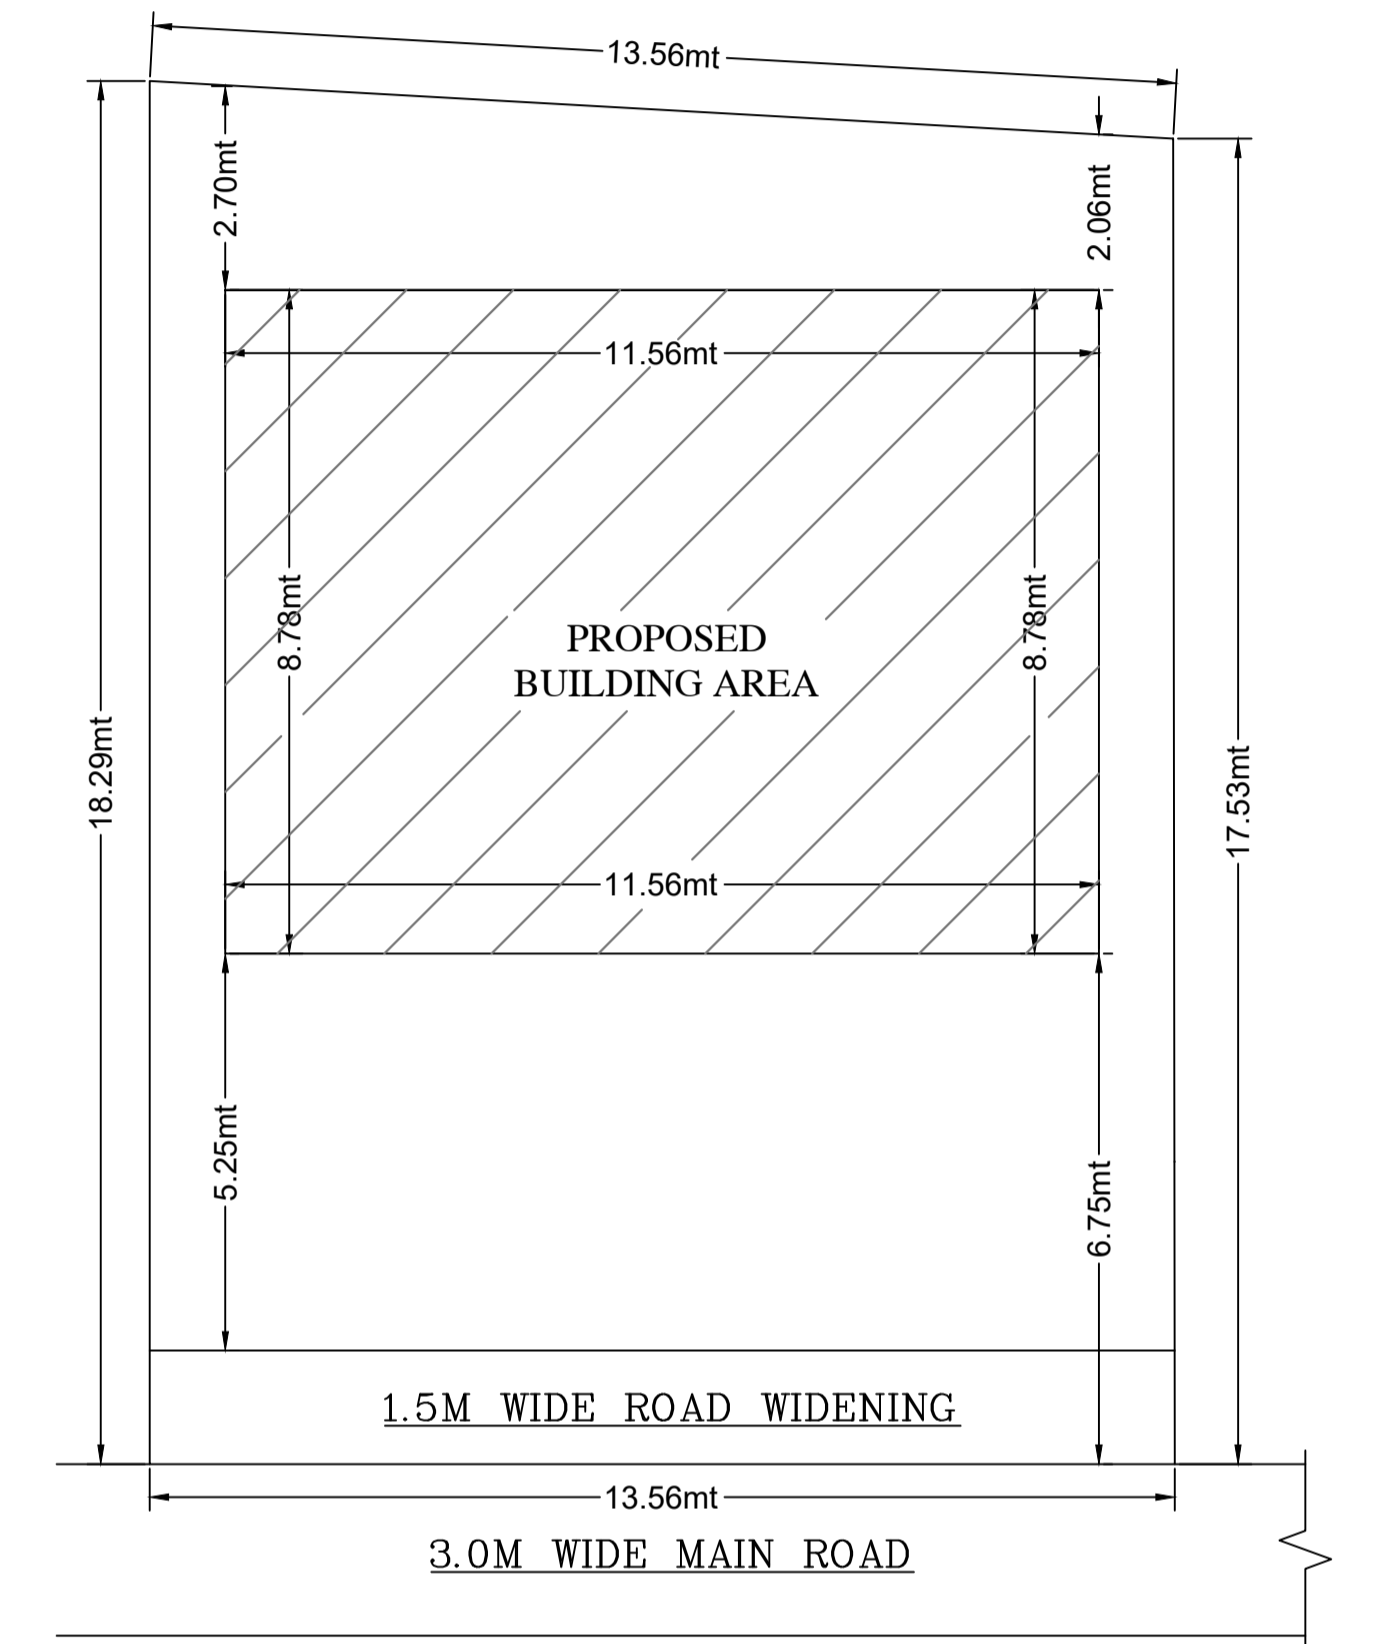 13.56mt
2.70mt
2.06mt
11.56mt
8.78mt
8.78mt
PROPOSED
BUILDING AREA
18.29mt
17.53mt
11.56mt
5.25mt
6.75mt
1.5M WIDE ROAD WIDENING
13.56mt
3.0M WIDE MAIN ROAD